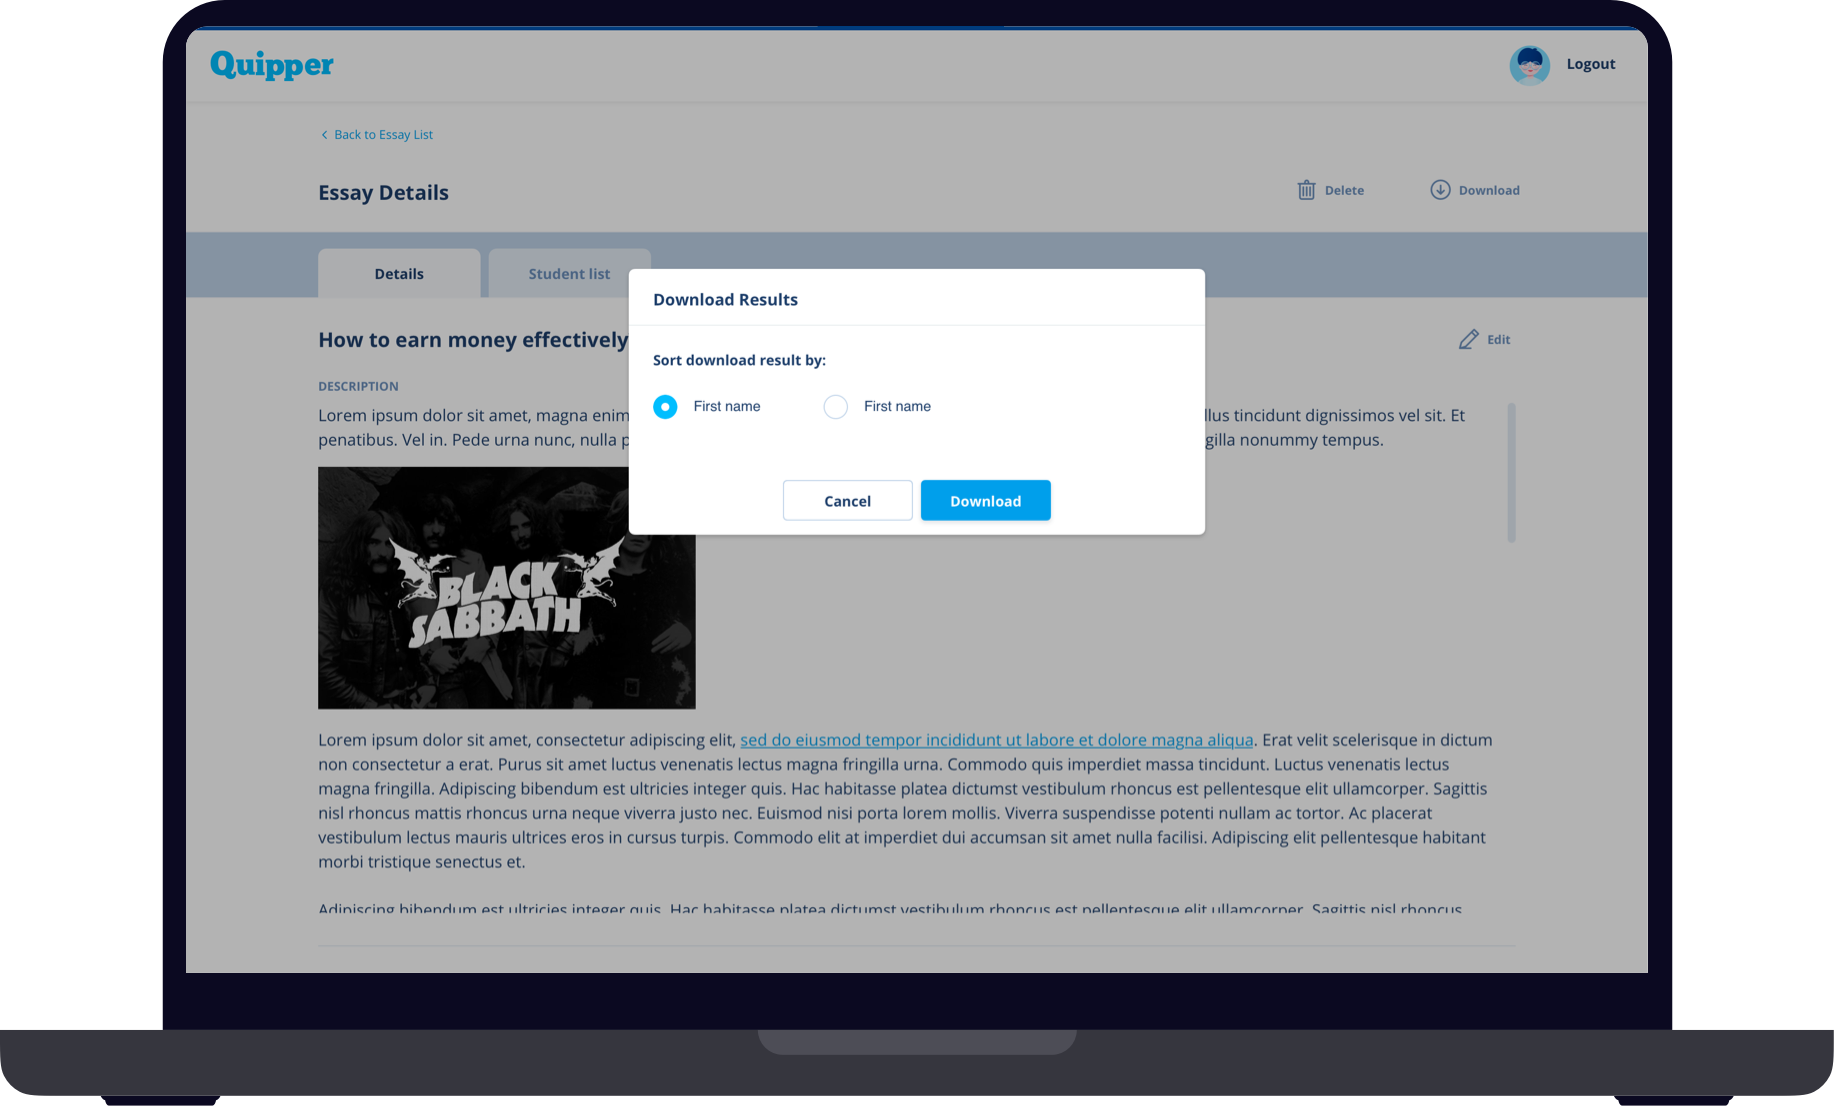 Quipper
Logout
Back to Essay List
Essay Details
Delete
Download
Details
Student list
Download Results
How to earn money effectively
Edit
Sort download result by:
DESCRIPTION
First name
First name
Lorem ipsum dolor sit amet, magna enim
llus tincidunt dignissimos vel sit. Et
penatibus. Vel in. Pede urna nunc, nulla p
gilla nonummy tempus.
Cancel
Download
BLACK
SABBATH
Lorem ipsum dolor sit amet, consectetur adipiscing elit, sed do eiusmod tempor incididunt ut labore et dolore magna aliqua. Erat velit scelerisque in dictum
non consectetur a erat. Purus sit amet luctus venenatis lectus magna fringilla urna. Commodo quis imperdiet massa tincidunt. Luctus venenatis lectus
magna fringilla. Adipiscing bibendum est ultricies integer quis. Hac habitasse platea dictumst vestibulum rhoncus est pellentesque elit ullamcorper. Sagittis
nisl rhoncus mattis rhoncus urna neque viverra justo nec. Euismod nisi porta lorem mollis. Viverra suspendisse potenti nullam ac tortor. Ac placerat
vestibulum lectus mauris ultrices eros in cursus turpis. Commodo elit at imperdiet dui accumsan sit amet nulla facilisi. Adipiscing elit pellentesque habitant
morbi tristique senectus et.
Adipiscing bibendum est ultricies integer quis. Hac habitasse platea dictumst vestibulum rhoncus est pellentesque elit ullamcorper. Sagittis nisl rhoncus